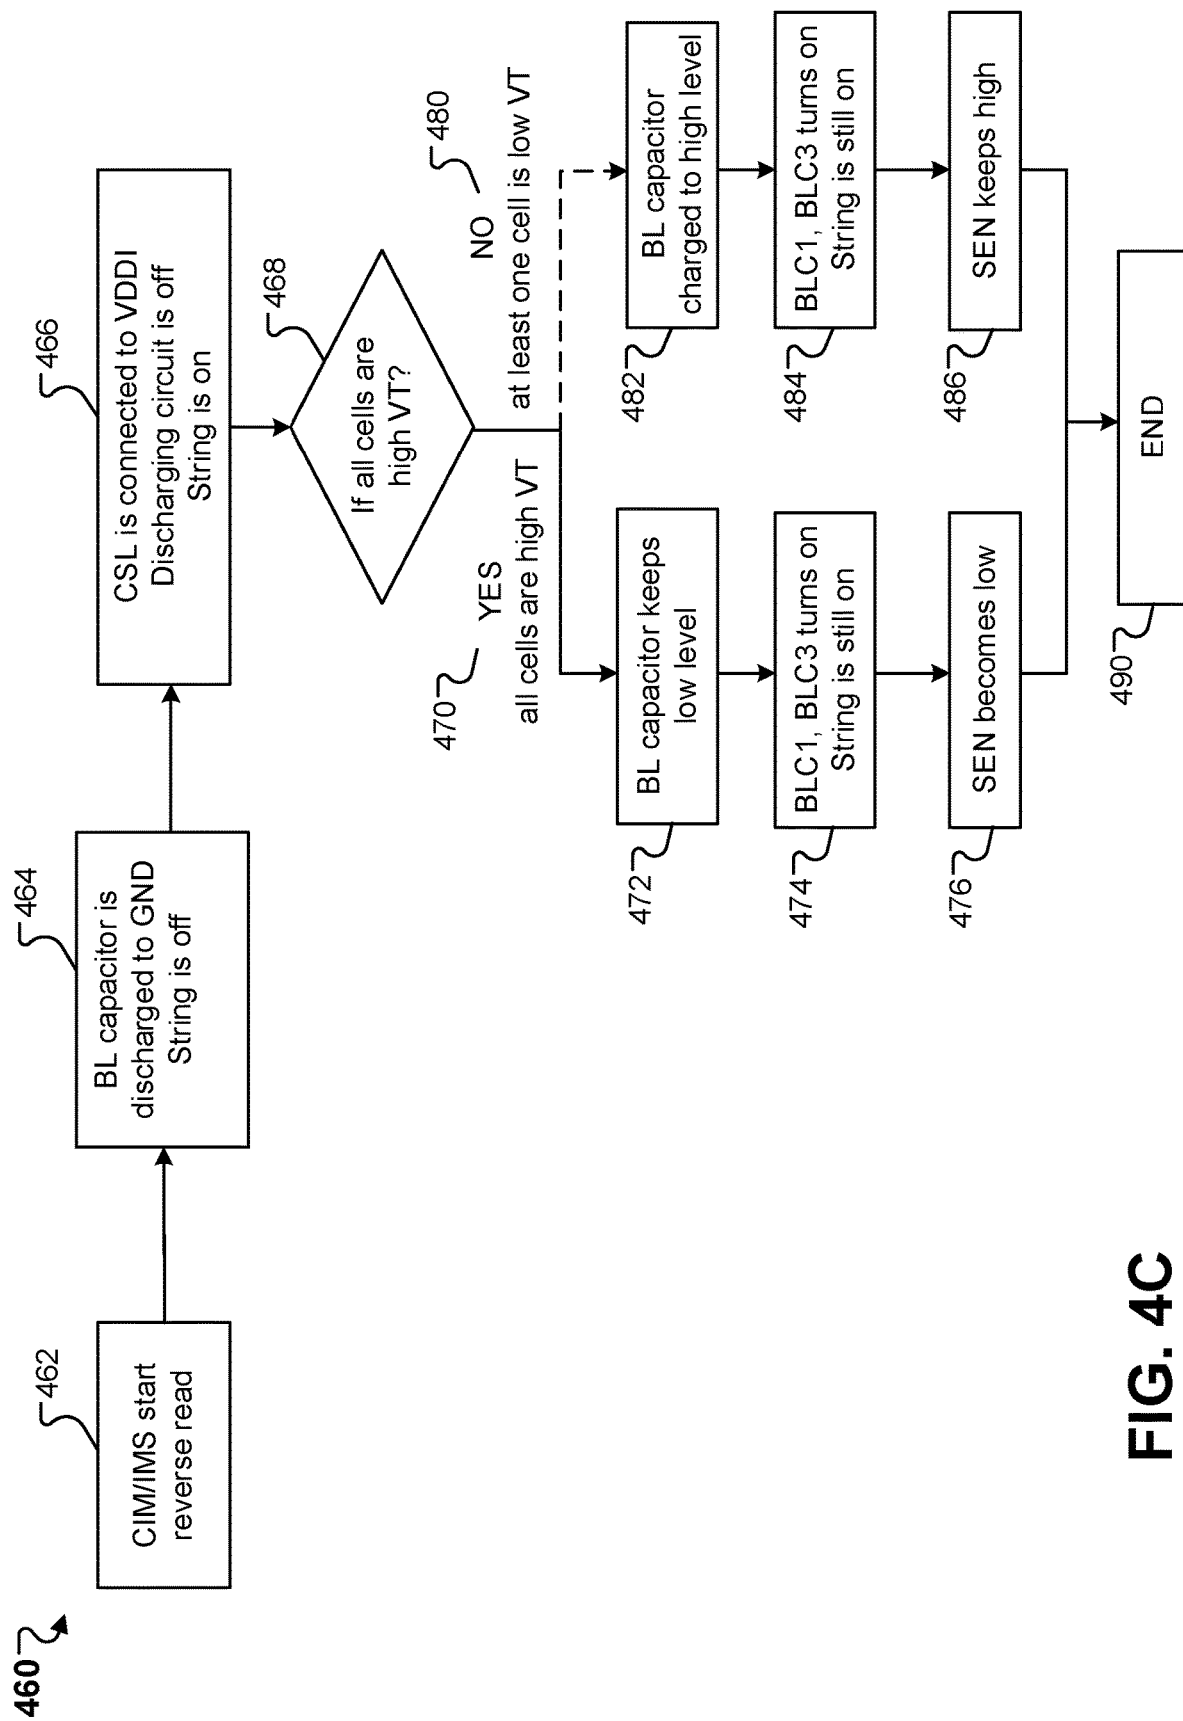 460
462
CIM/IMS start
reverse read
464
BL capacitor is
discharged to GND
String is off
466
CSL is connected to VDDI
Discharging circuit is off
String is on
468
If all cells are
high VT?
470
YES
all cells are high VT
480
NO
at least one cell is low VT
472
BL capacitor keeps
low level
474
BLC1, BLC3 turns on
String is still on
476
SEN becomes low
482
BL capacitor
charged to high level
484
BLC1, BLC3 turns on
String is still on
486
SEN keeps high
490
END
FIG. 4C